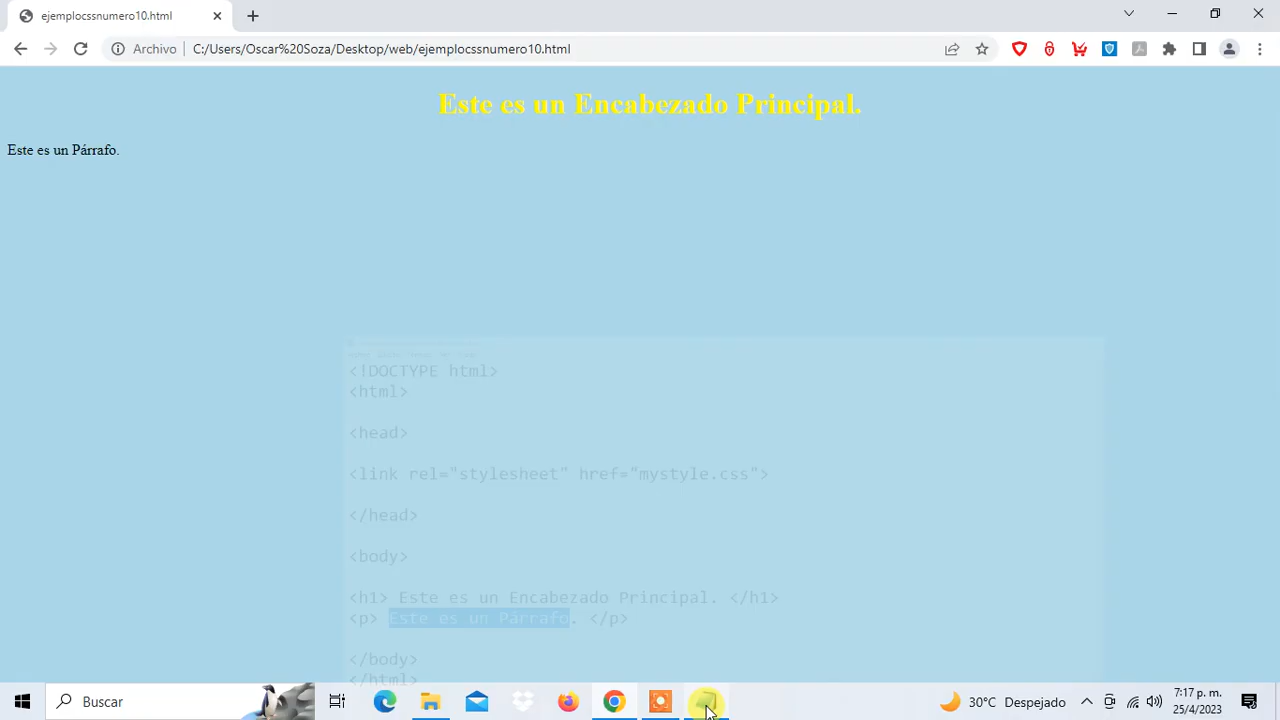 ejemplocssnumero10.html
Archivo C:/Users/Oscar%20Soza/Desktop/web/ejemplocssnumero10.html
Este es un Encabezado Principal.
Este es un Párrafo.
<!DOCTYPE html>
<html>
<head>
<link rel="stylesheet" href="mystyle.css">
</head>
<body>
<h1> Este es un Encabezado Principal. </h1>
<p> Este es un Párrafo. </p>
</body>
</html>
Buscar
30°C Despejado
7:17 p. m.
25/4/2023